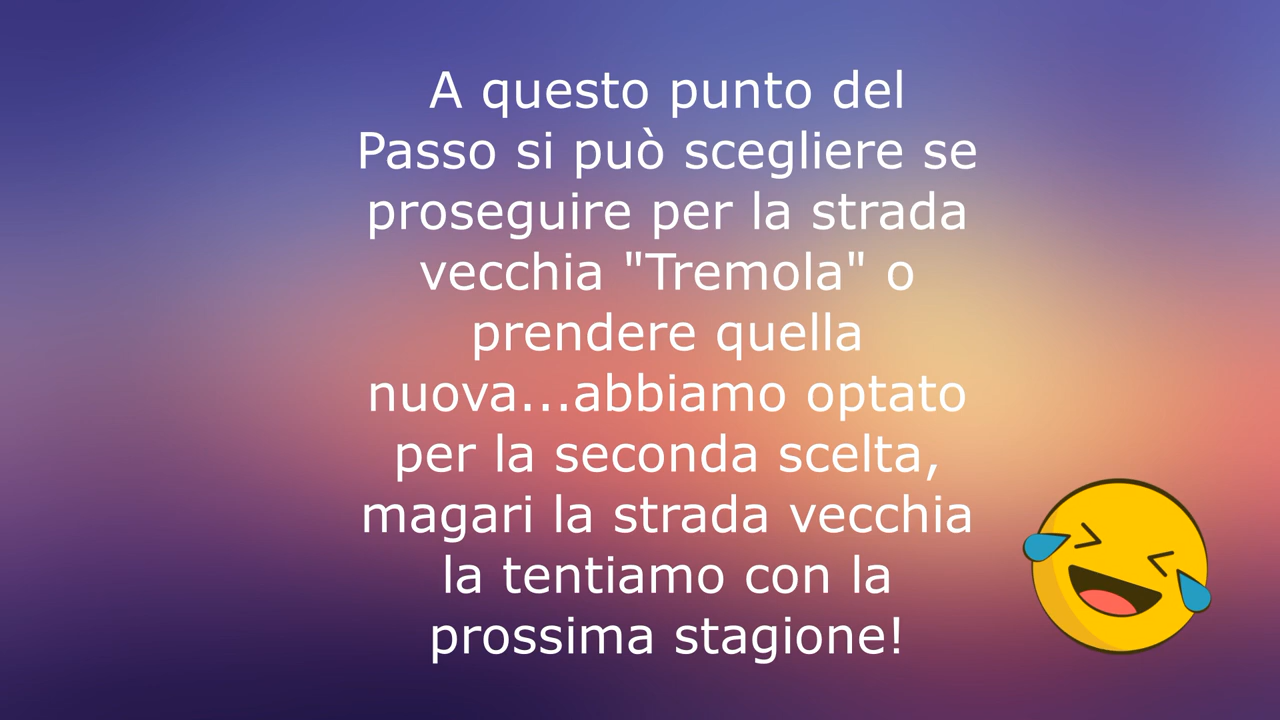 A questo punto del
Passo si può scegliere se
proseguire per la strada
vecchia "Tremola" o
prendere quella
nuova...abbiamo optato
per la seconda scelta,
magari la strada vecchia
la tentiamo con la
prossima stagione!